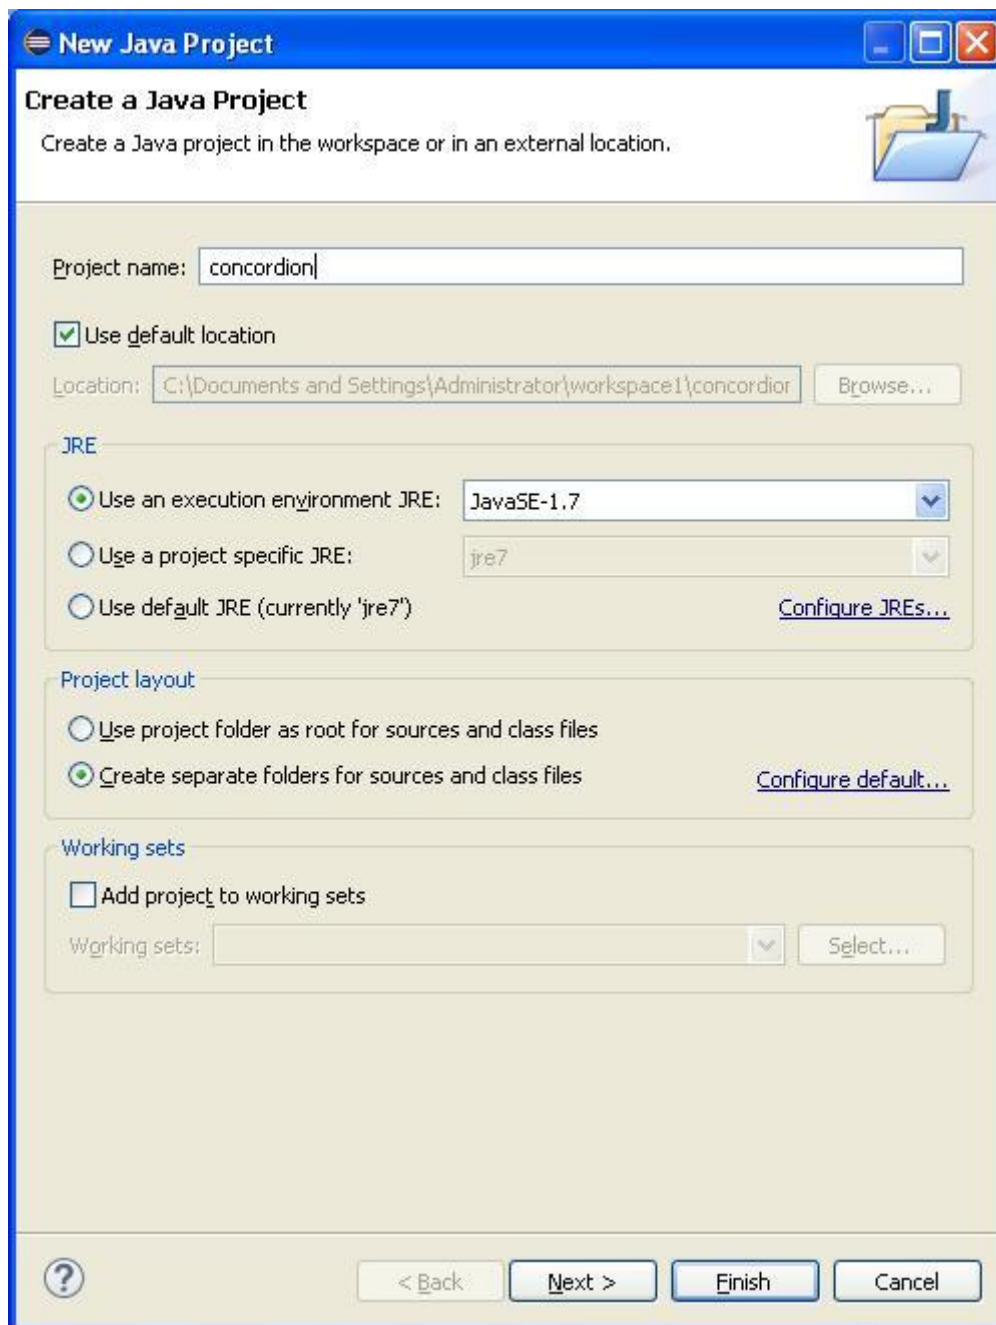 New Java Project
Create a Java Project
Create a Java project in the workspace or in an external location.
Project name: concordion
Use default location
Location: C:\Documents and Settings\Administrator\workspace1\concordior Browse...
JRE
Use an execution environment JRE: JavaSE-1.7
Use a project specific JRE: jre7
Use default JRE (currently 'jre7') Configure JREs...
Project layout
Use project folder as root for sources and class files
Create separate folders for sources and class files Configure default...
Working sets
Add project to working sets
Working sets: Select...
? < Back Next > Finish Cancel